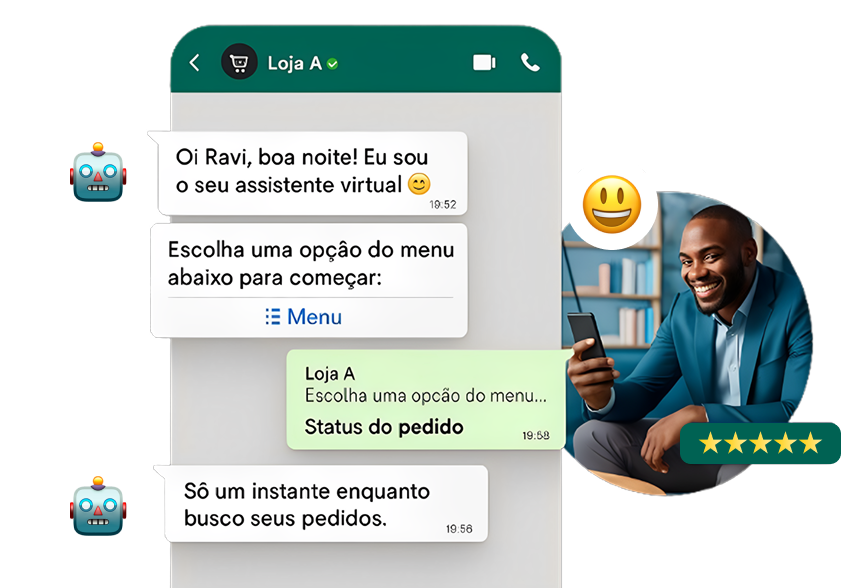 Loja A
Oi Ravi, boa noite! Eu sou
o seu assistente virtual 😊
19:52
Escolha uma opçâo do menu
abaixo para começar:
Menu
Loja A
Escolha uma opcão do menu...
Status do pedido
19:58
Sô um instante enquanto
busco seus pedidos.
19:56